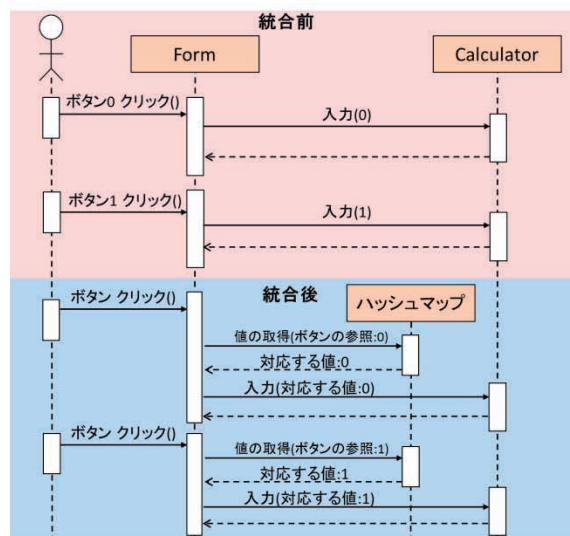 統合前
Form
Calculator
ボタン0 クリック()
入力(0)
ボタン1 クリック()
入力(1)
統合後
ボタン クリック()
ハッシュマップ
値の取得(ボタンの参照:0)
対応する値:0
入力(対応する値:0)
ボタン クリック()
値の取得(ボタンの参照:1)
対応する値:1
入力(対応する値:1)